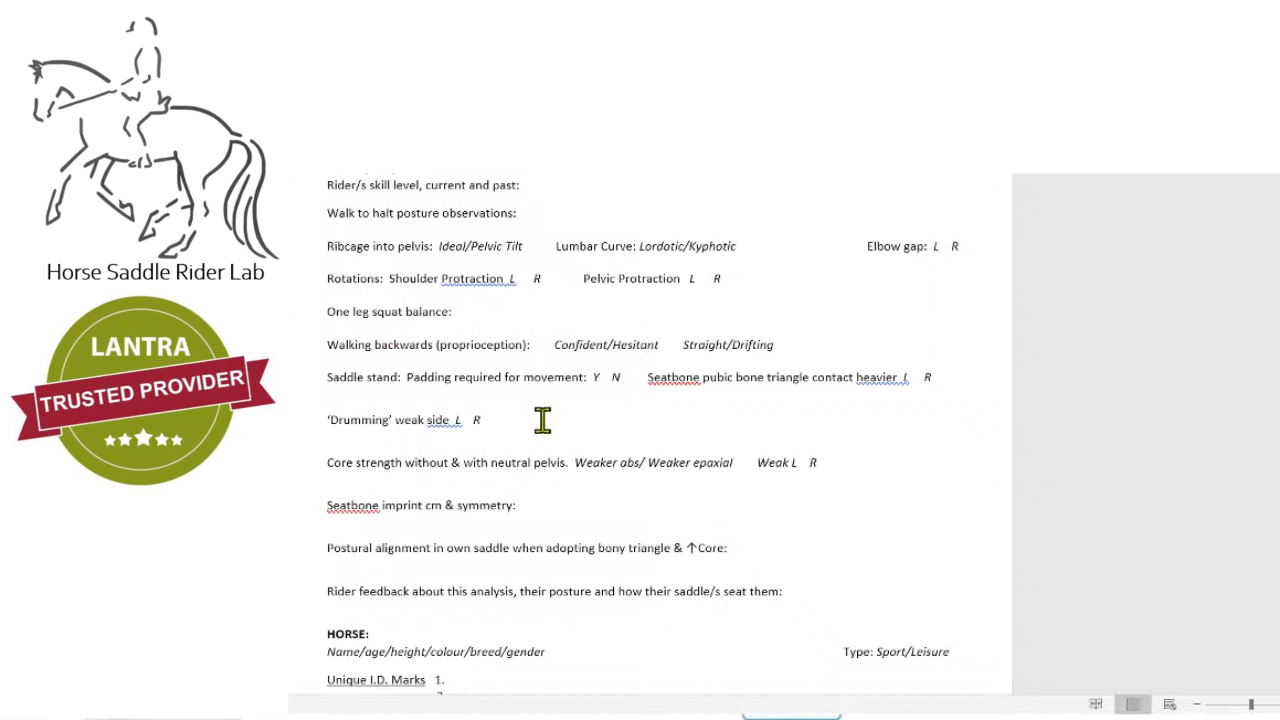 Rider/s skill level, current and past:
Walk to halt posture observations:
Ribcage into pelvis: Ideal/Pelvic Tilt Lumbar Curve: Lordotic/Kyphotic Elbow gap: L R
Rotations: Shoulder Protraction L R Pelvic Protraction L R
One leg squat balance:
Walking backwards (proprioception): Confident/Hesitant Straight/Drifting
Saddle stand: Padding required for movement: Y N Seatbone pubic bone triangle contact heavier L R
‘Drumming’ weak side L R
Core strength without & with neutral pelvis. Weaker abs/ Weaker epaxial Weak L R
Seatbone imprint cm & symmetry:
Postural alignment in own saddle when adopting bony triangle & ↑Core:
Rider feedback about this analysis, their posture and how their saddle/s seat them:
HORSE:
Name/age/height/colour/breed/gender Type: Sport/Leisure
Unique I.D. Marks 1.
Horse Saddle Rider Lab
LANTRA
TRUSTED PROVIDER